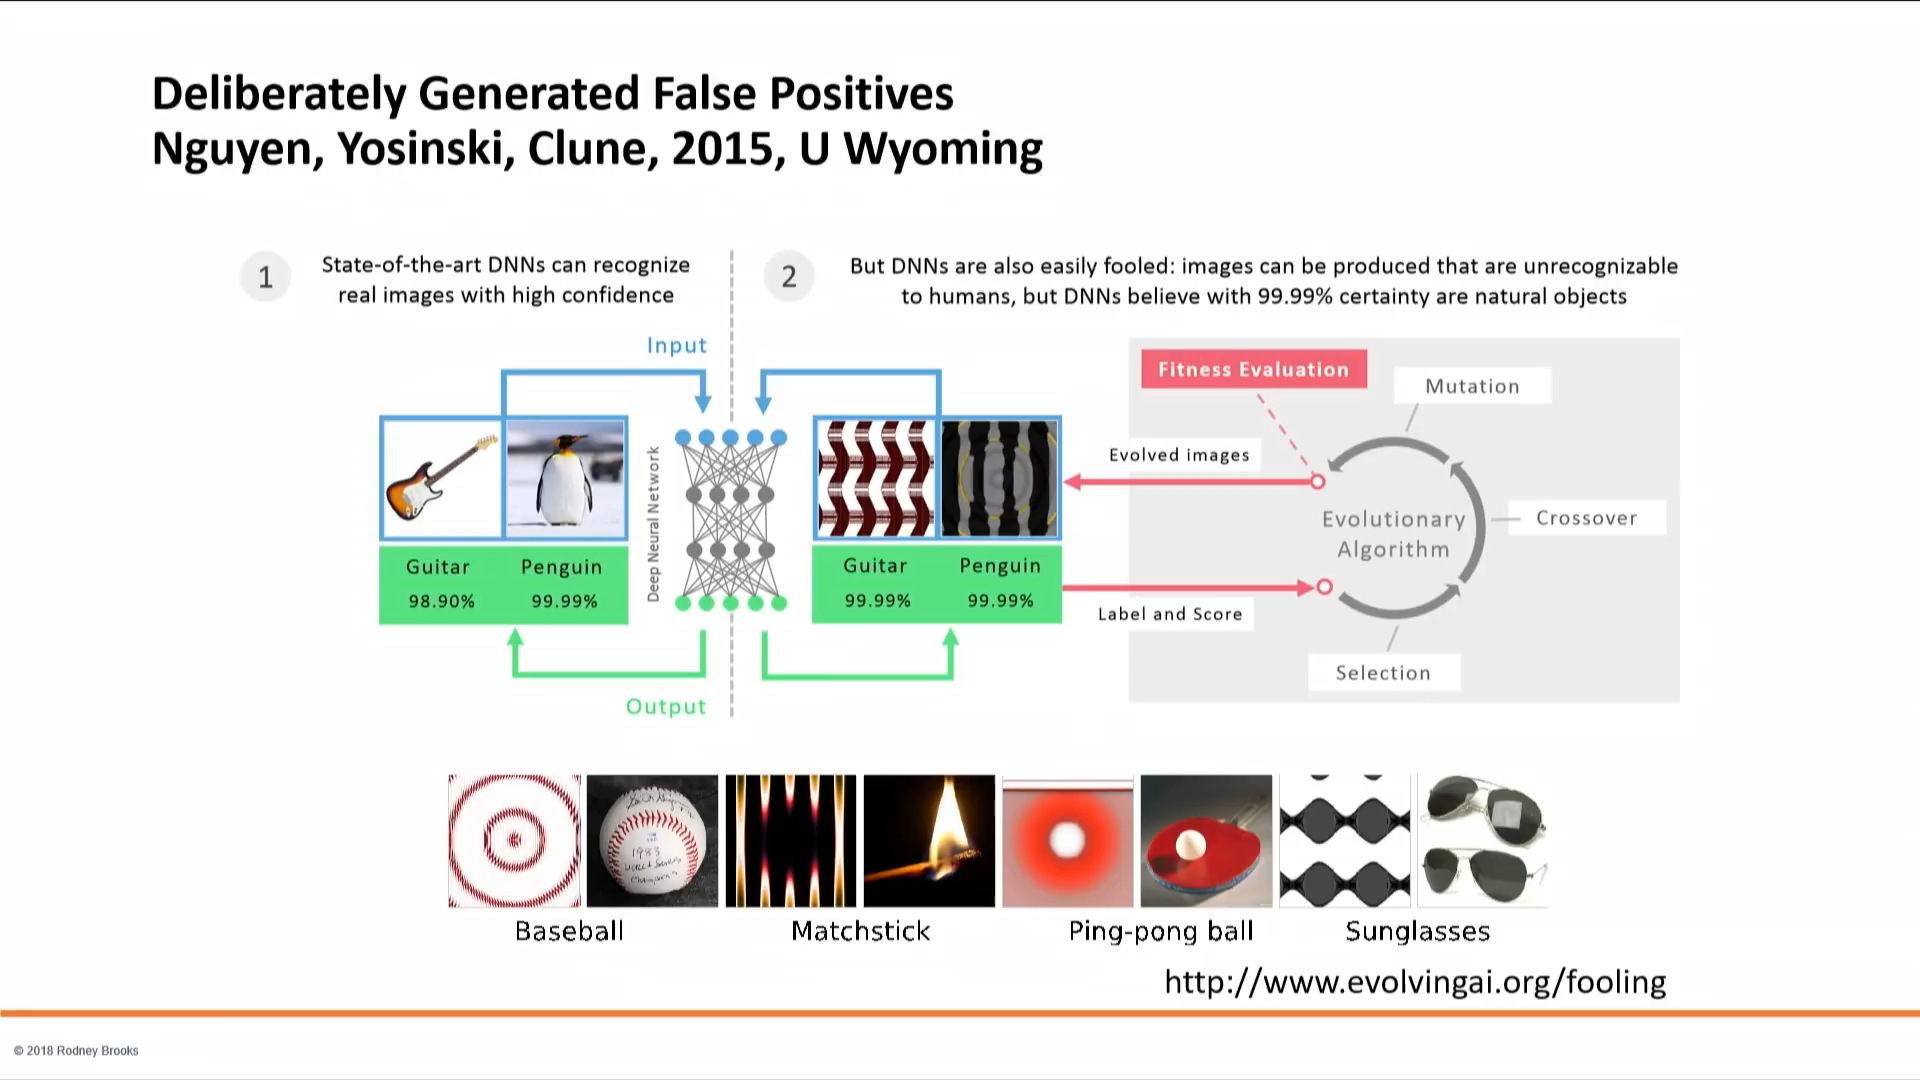 Deliberately Generated False Positives
Nguyen, Yosinski, Clune, 2015, U Wyoming
1
State-of-the-art DNNs can recognize
real images with high confidence
2
But DNNs are also easily fooled: images can be produced that are unrecognizable
to humans, but DNNs believe with 99.99% certainty are natural objects
Input
Deep Neural Network
Guitar Penguin
98.90% 99.99%
Output
Guitar Penguin
99.99% 99.99%
Evolved images
Label and Score
Fitness Evaluation
Mutation
Crossover
Evolutionary
Algorithm
Selection
1983
Baseball
Matchstick
Ping-pong ball
Sunglasses
http://www.evolvingai.org/fooling
© 2018 Rodney Brooks